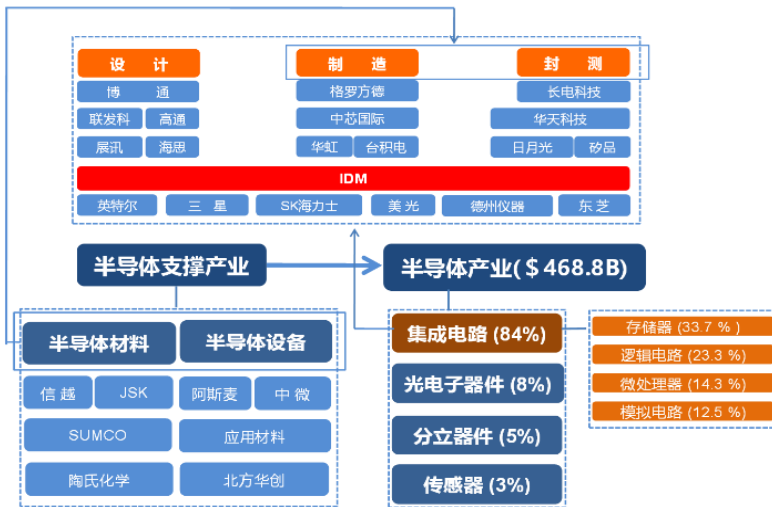 设 计
制 造
封 测
博 通
格罗方德
长电科技
联发科
高通
中芯国际
华天科技
展讯
海思
华虹
台积电
日月光
矽品
IDM
英特尔
三 星
SK海力士
美 光
德州仪器
东 芝
半导体支撑产业
半导体产业($468.8B)
半导体材料
半导体设备
集成电路 (84%)
存储器 (33.7 %)
逻辑电路 (23.3 %)
微处理器 (14.3 %)
模拟电路 (12.5 %)
光电子器件 (8%)
信 越
JSK
阿斯麦
中 微
分立器件 (5%)
SUMCO
应用材料
传感器 (3%)
陶氏化学
北方华创